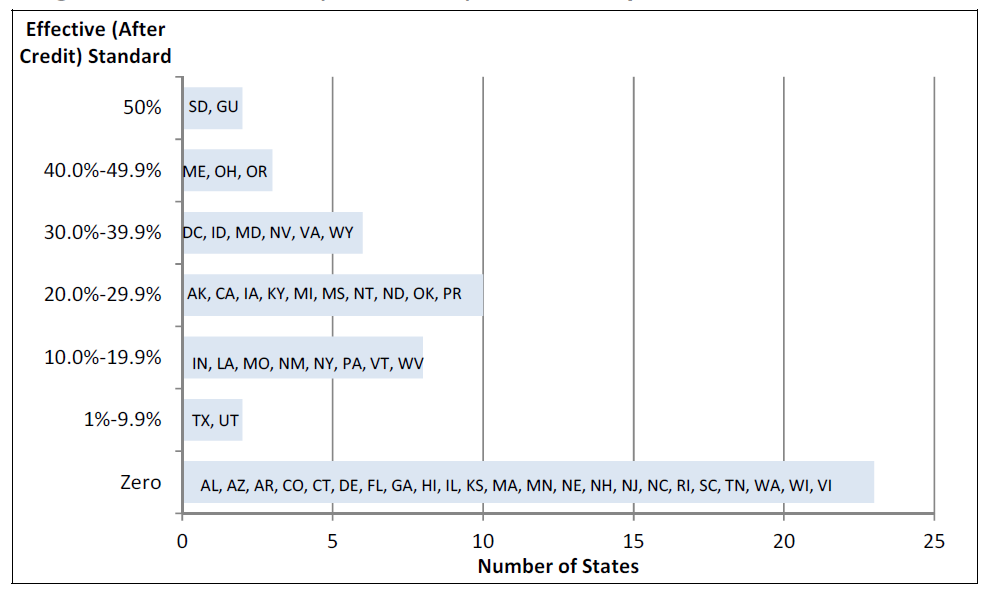 Effective (After
Credit) Standard
50% SD, GU
40.0%-49.9% ME, OH, OR
30.0%-39.9% DC, ID, MD, NV, VA, WY
20.0%-29.9% AK, CA, IA, KY, MI, MS, NT, ND, OK, PR
10.0%-19.9% IN, LA, MO, NM, NY, PA, VT, WV
1%-9.9% TX, UT
Zero AL, AZ, AR, CO, CT, DE, FL, GA, HI, IL, KS, MA, MN, NE, NH, NJ, NC, RI, SC, TN, WA, WI, VI
0 5 10 15 20 25
Number of States